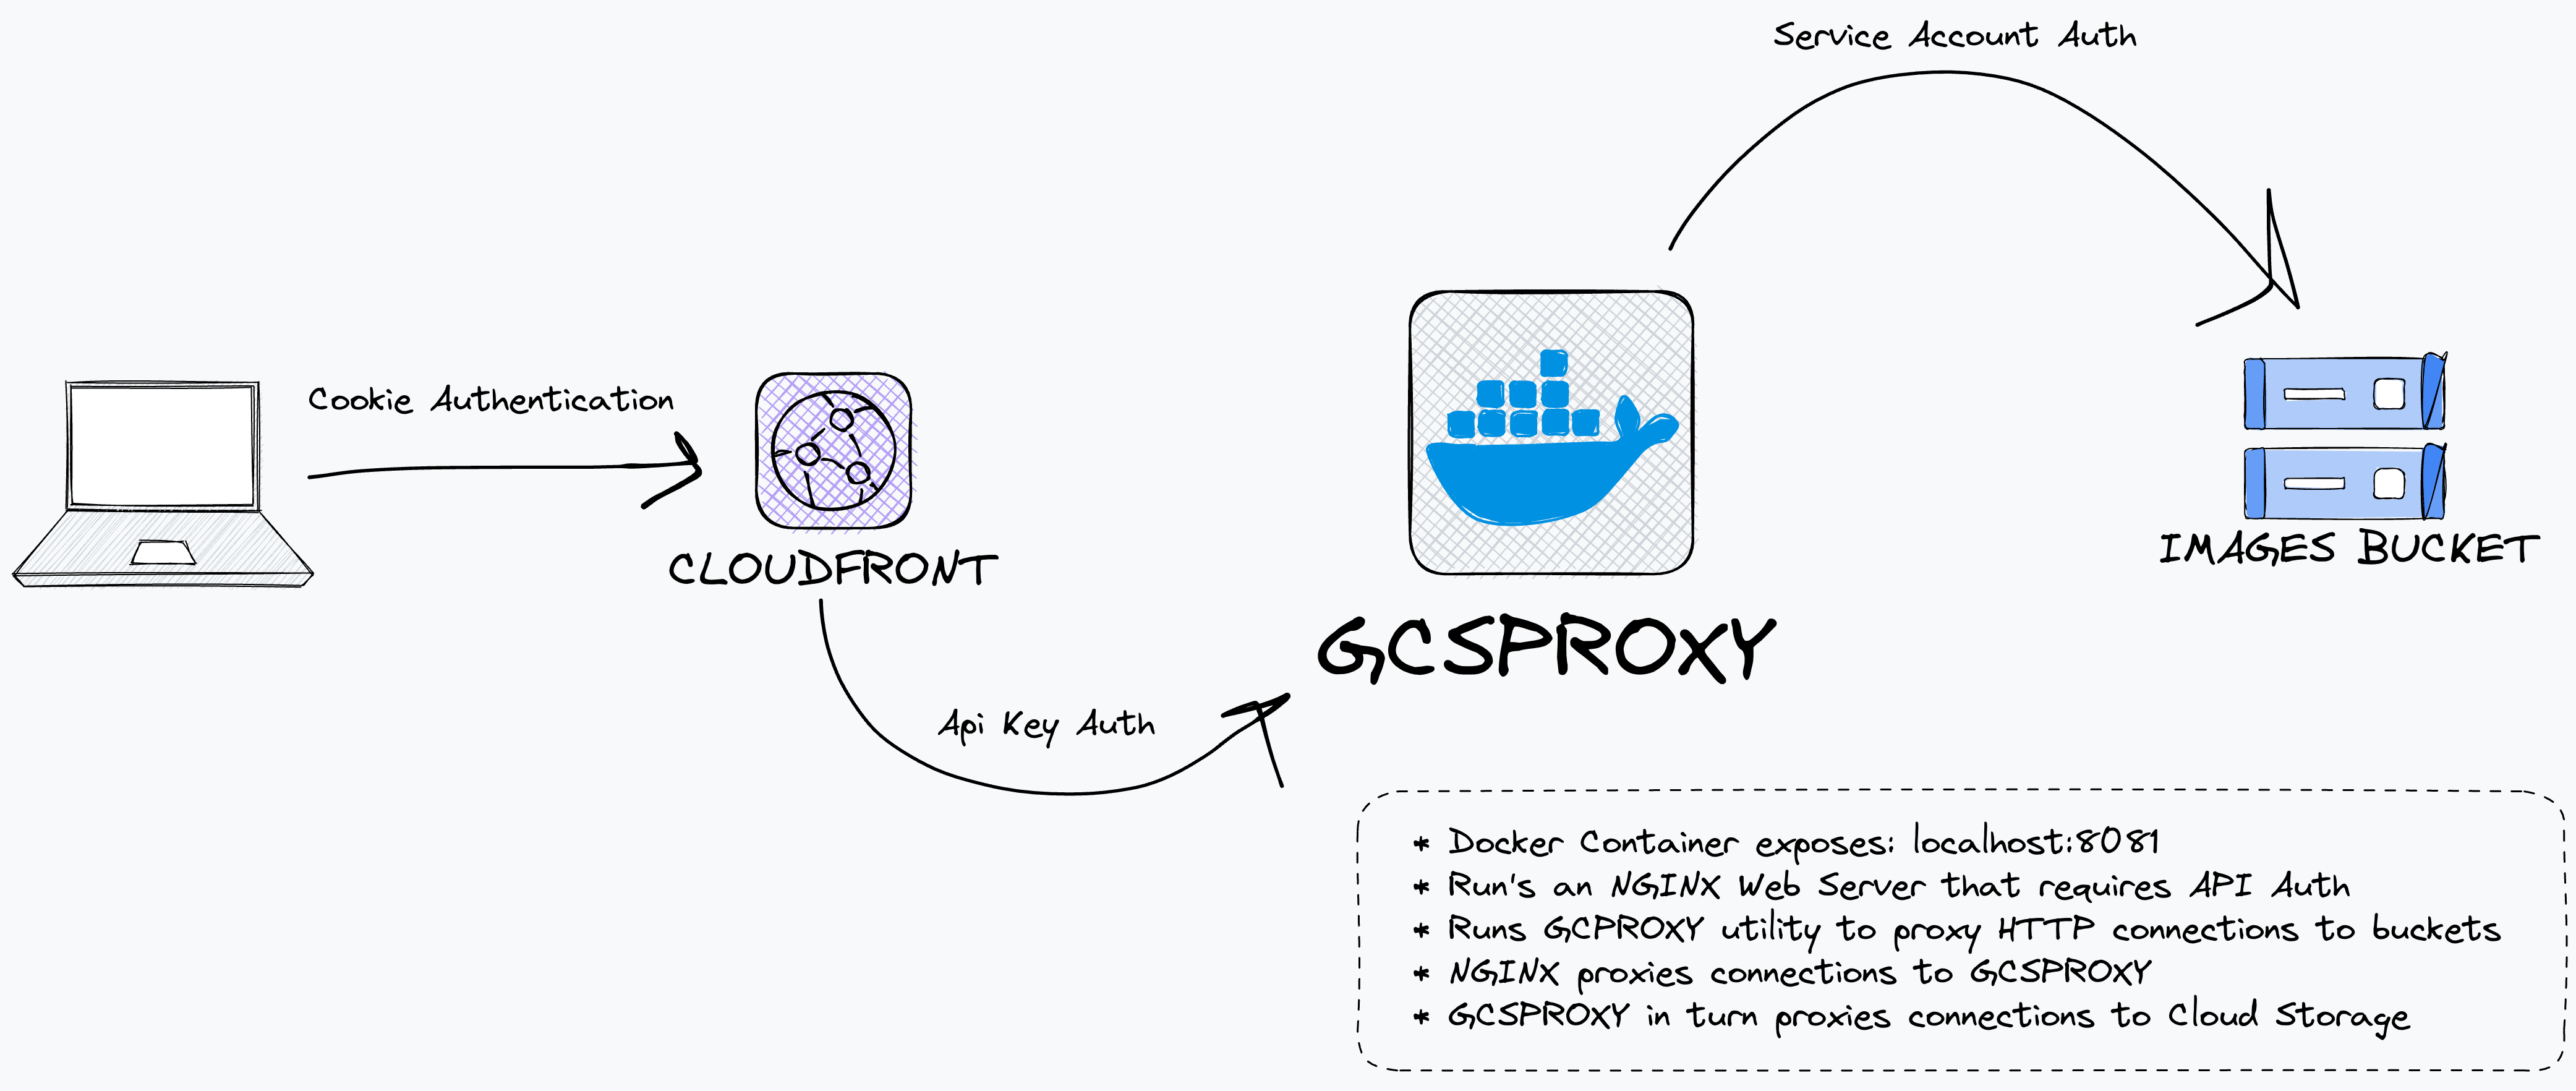 Service Account Auth
Cookie Authentication
CLOUDFRONT
IMAGES BUCKET
GCSPROXY
Api Key Auth
* Docker Container exposes: localhost:8081
* Run's an NGINX Web Server that requires API Auth
* Runs GCPROXY utility to proxy HTTP connections to buckets
* NGINX proxies connections to GCSPROXY
* GCSPROXY in turn proxies connections to Cloud Storage